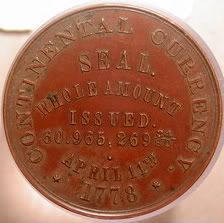 CONTINENTAL CURRENCY.
SEAL.
WHOLE AMOUNT
ISSUED.
60.965.269
APRIL 11TH
* 1778 *